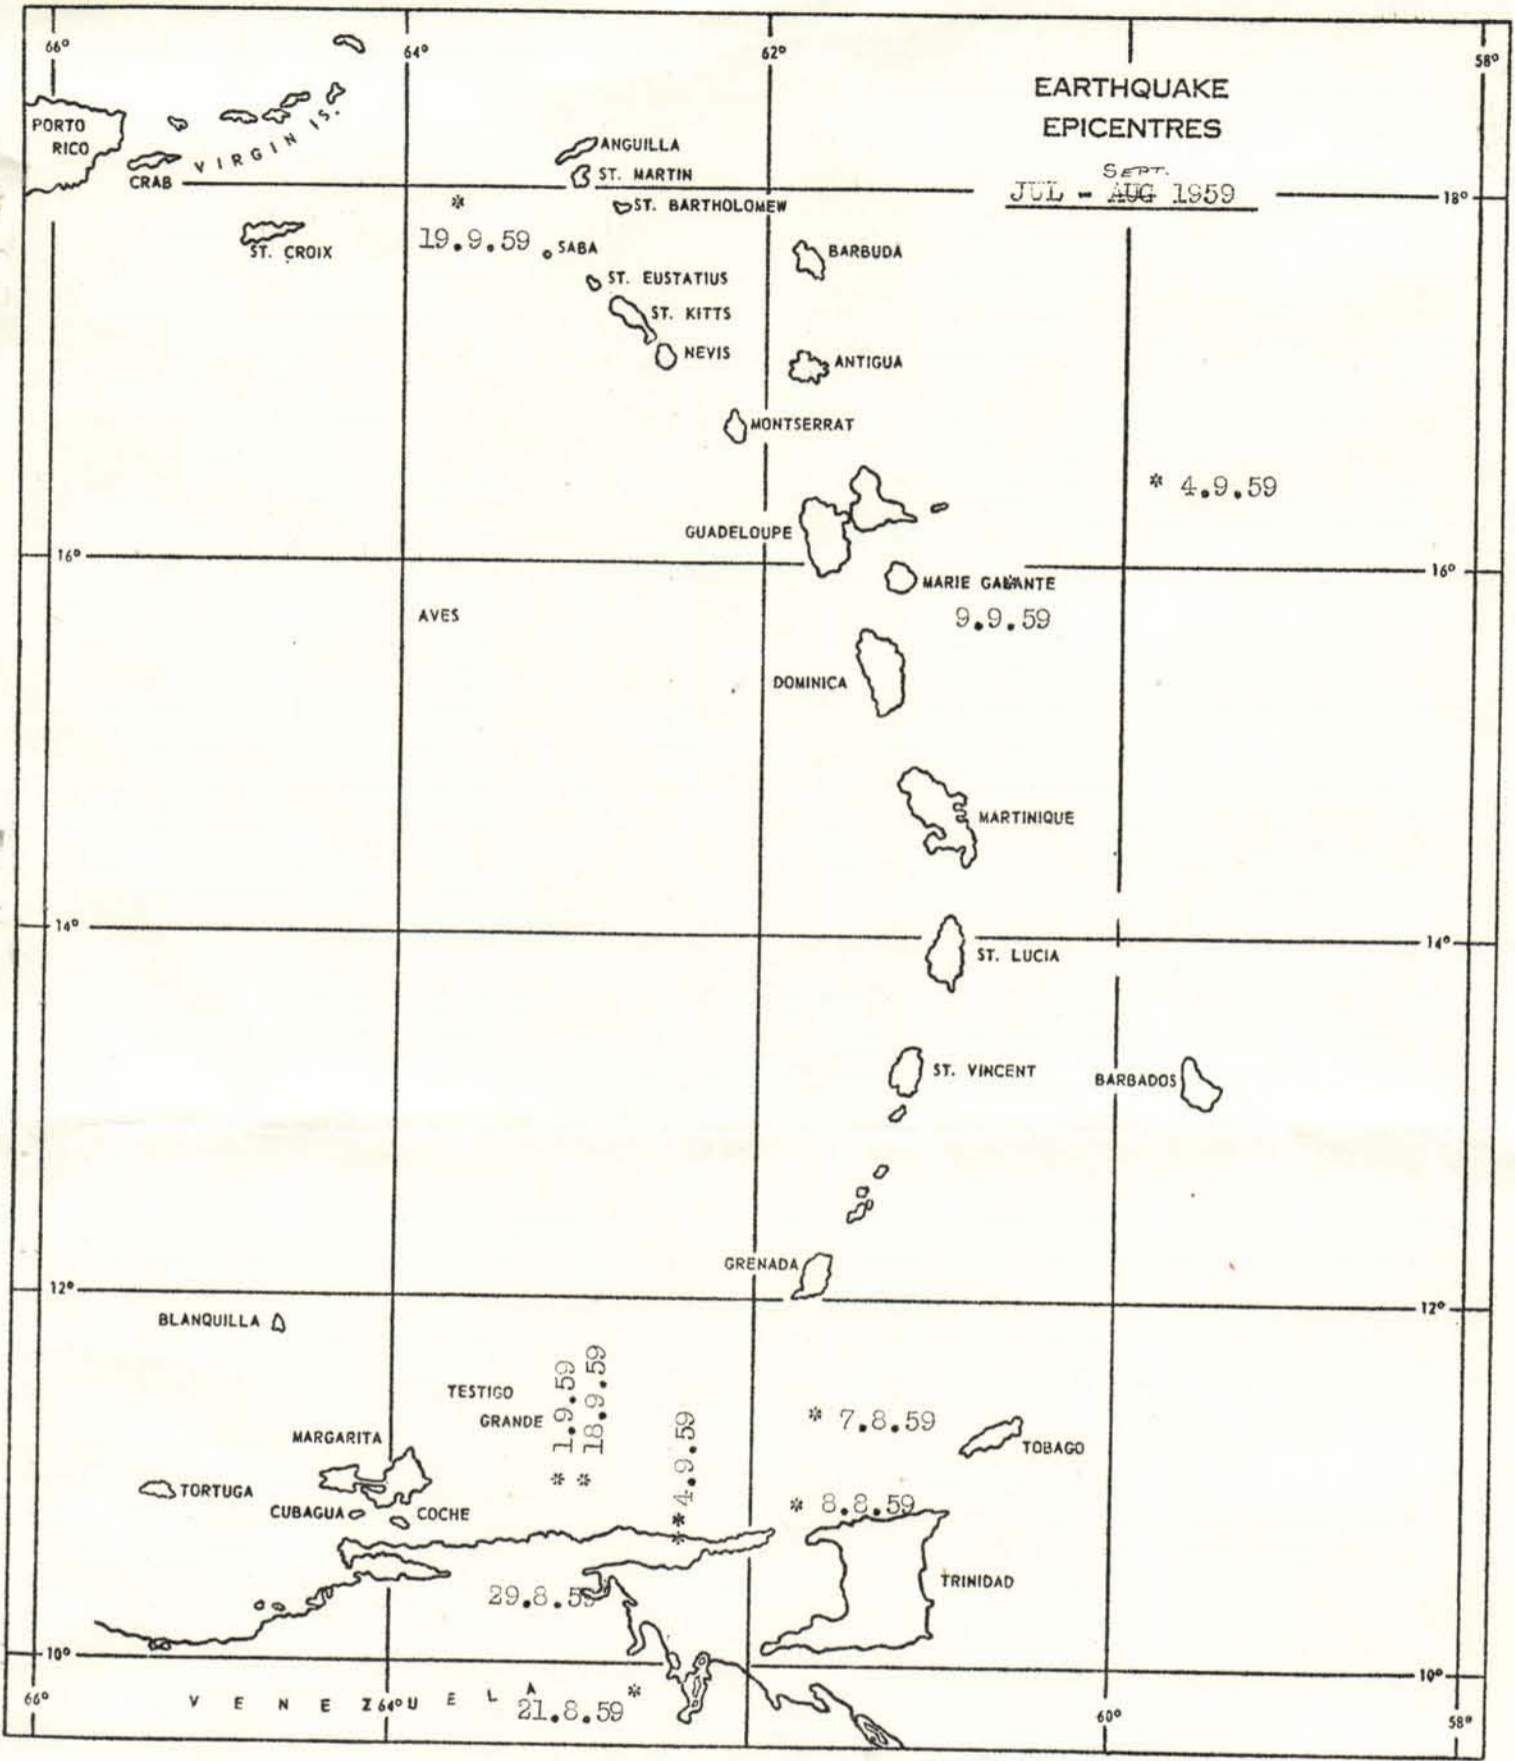 66°
64°
62°
58°
EARTHQUAKE
EPICENTRES
SEPT.
JUL - AUG 1959
PORTO
RICO
VIRGIN IS.
CRAB
ANGUILLA
ST. MARTIN
18°
*
ST. BARTHOLOMEW
ST. CROIX
19.9.59
SABA
BARBUDA
ST. EUSTATIUS
ST. KITTS
NEVIS
ANTIGUA
MONTSERRAT
* 4.9.59
GUADELOUPE
16°
16°
MARIE GALANTE
AVES
9.9.59
DOMINICA
MARTINIQUE
14°
14°
ST. LUCIA
ST. VINCENT
BARBADOS
GRENADA
12°
12°
BLANQUILLA
TESTIGO
GRANDE
* 1.9.59
* 18.9.59
* 4.9.59
*
* 7.8.59
MARGARITA
TOBAGO
TORTUGA
CUBAGUA
COCHE
* 8.8.59
TRINIDAD
29.8.59
10°
10°
VENEZUELA
*
21.8.59
66°
64°
60°
58°